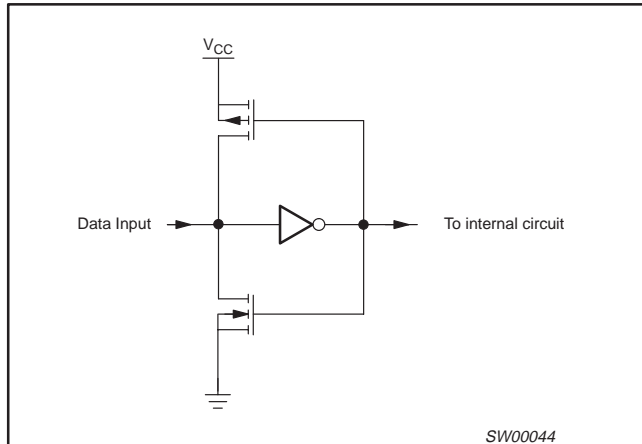 VCC
Data Input
To internal circuit
SW00044